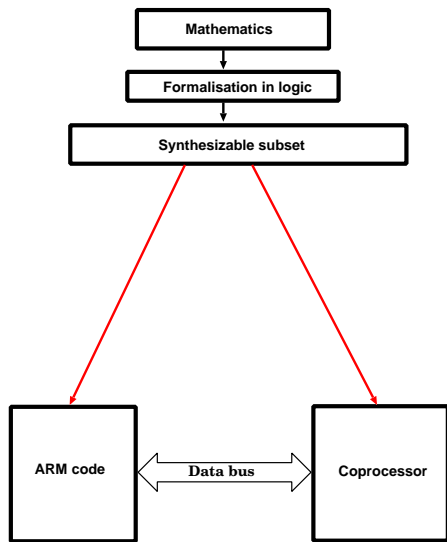 Mathematics
Formalisation in logic
Synthesizable subset
ARM code
Data bus
Coprocessor